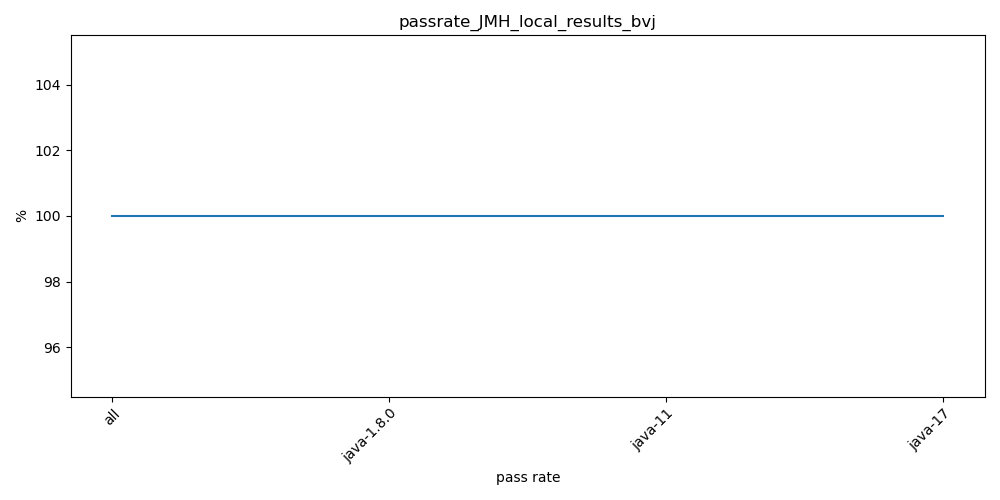 passrate_JMH_local_results_bvj
104
102
100
98
96
%
all
java-1.8.0
java-11
java-17
pass rate